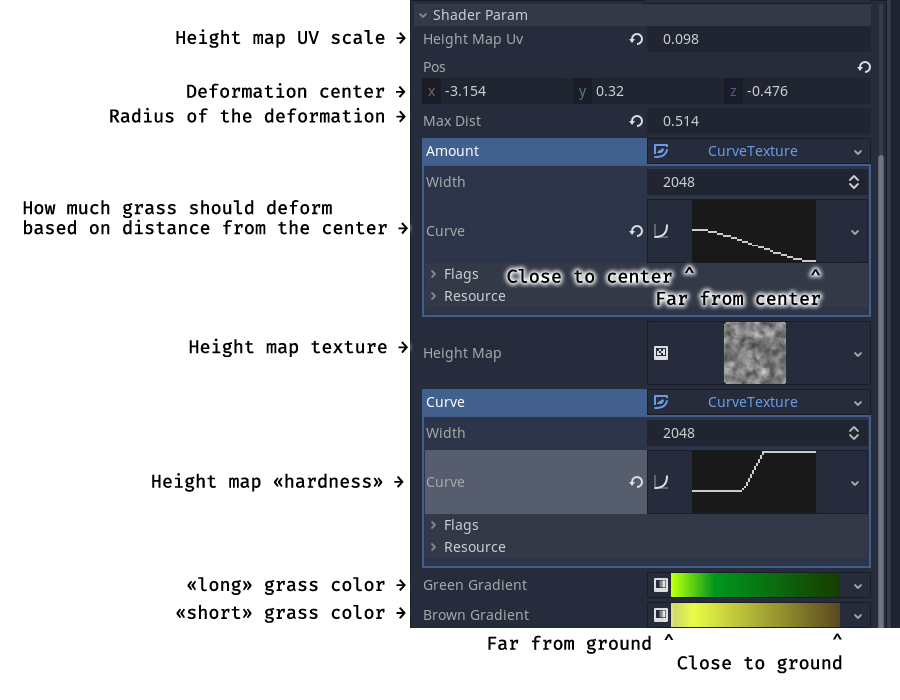 Shader Param
Height map UV scale → Height Map Uv 0.098
Pos
Deformation center → x -3.154 y 0.32 z -0.476
Radius of the deformation → Max Dist 0.514
Amount CurveTexture
Width 2048
How much grass should deform
based on distance from the center → Curve
Flags
Close to center ^ ^
Resource
Far from center
Height map texture → Height Map
Curve CurveTexture
Width 2048
Height map «hardness» → Curve
Flags
Resource
«long» grass color → Green Gradient
«short» grass color → Brown Gradient
Far from ground ^ ^
Close to ground